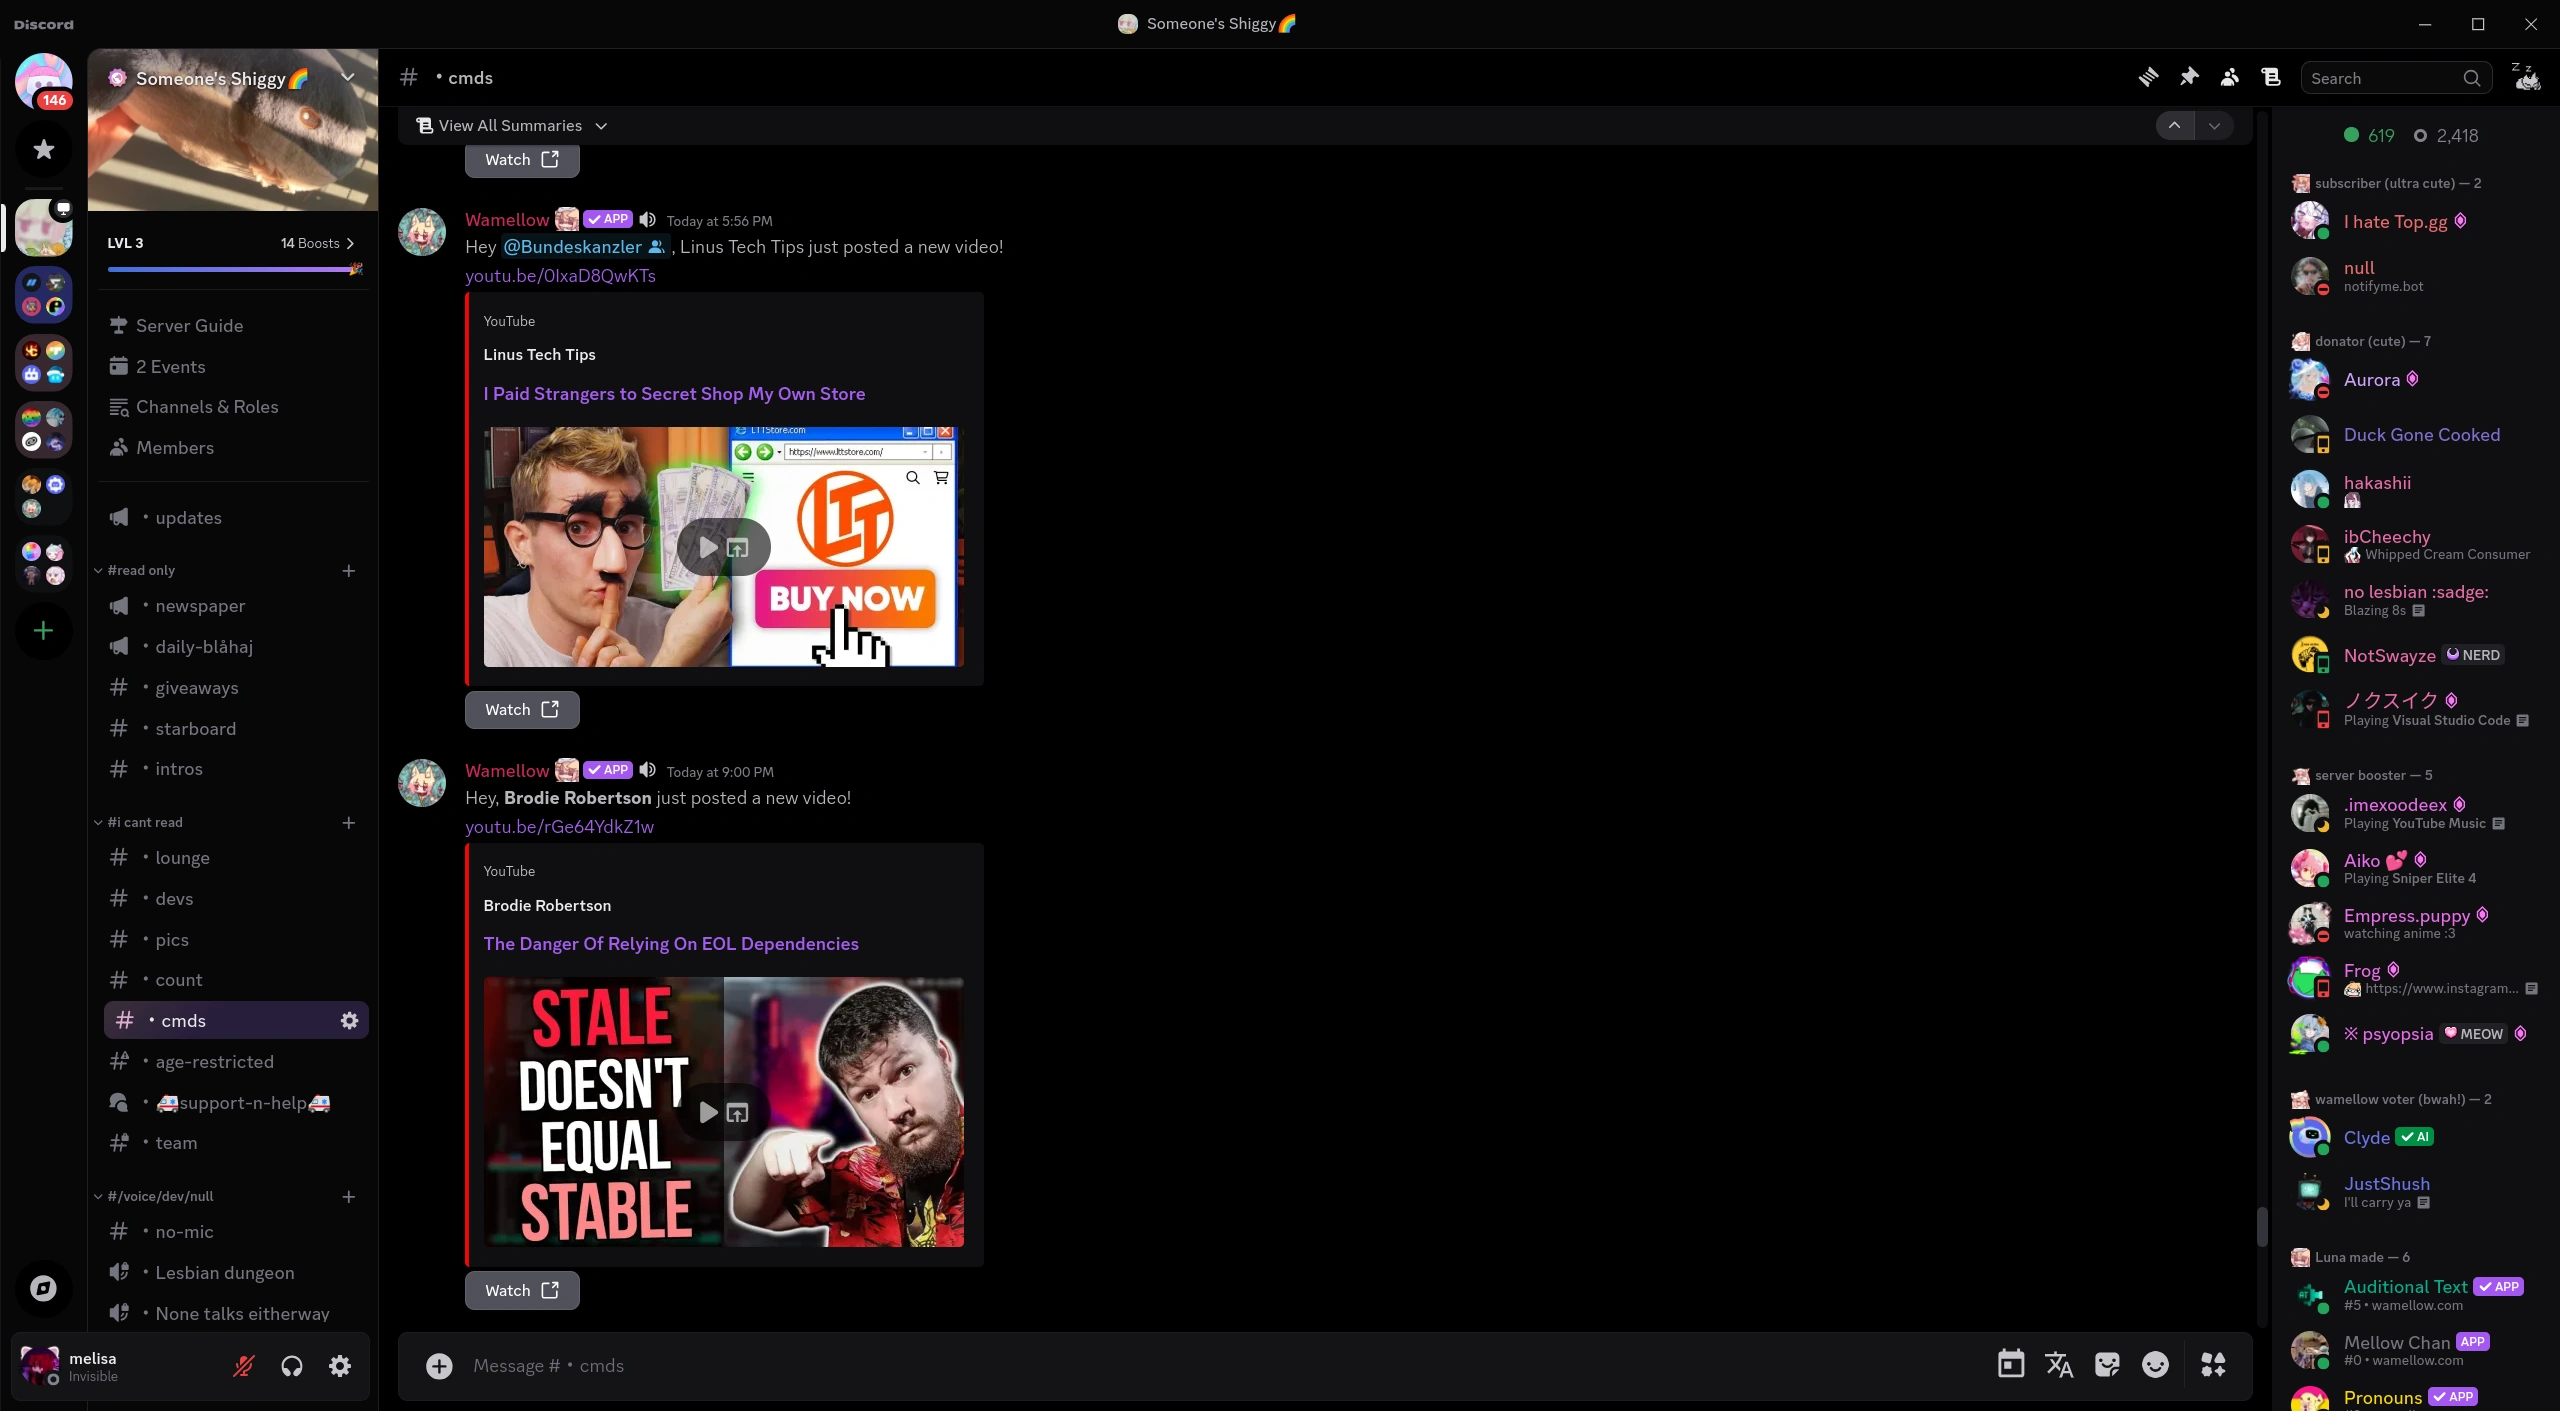 Discord
Someone's Shiggy🌈
146
Someone's Shiggy🌈
LVL 3
14 Boosts
Server Guide
2 Events
Channels & Roles
Members
• updates
#read only
• newspaper
• daily-blåhaj
• giveaways
• starboard
• intros
#i cant read
• lounge
• devs
• pics
• count
• cmds
• age-restricted
• 🚑support-n-help🚑
• team
#/voice/dev/null
• no-mic
• Lesbian dungeon
• None talks eitherway
melisa
Invisible
# • cmds
Search
View All Summaries
Watch
Wamellow APP Today at 5:56 PM
Hey @Bundeskanzler, Linus Tech Tips just posted a new video!
youtu.be/0IxaD8QwKTs
YouTube
Linus Tech Tips
I Paid Strangers to Secret Shop My Own Store
LTTStore.com
https://www.lttstore.com/
LTT
BUY NOW
Watch
Wamellow APP Today at 9:00 PM
Hey, Brodie Robertson just posted a new video!
youtu.be/rGe64YdkZ1w
YouTube
Brodie Robertson
The Danger Of Relying On EOL Dependencies
STALE
DOESN'T
EQUAL
STABLE
Watch
Message # • cmds
619 2,418
subscriber (ultra cute) — 2
I hate Top.gg
null
notifyme.bot
donator (cute) — 7
Aurora
Duck Gone Cooked
hakashii
ibCheechy
Whipped Cream Consumer
no lesbian :sadge:
Blazing 8s
NotSwayze NERD
ノクスイク
Playing Visual Studio Code
server booster — 5
.imexoodeex
Playing YouTube Music
Aiko 💕
Playing Sniper Elite 4
Empress.puppy
watching anime :3
Frog
https://www.instagram...
※ psyopsia MEOW
wamellow voter (bwah!) — 2
Clyde AI
JustShush
I'll carry ya
Luna made — 6
Auditional Text APP
#5 • wamellow.com
Mellow Chan APP
#0 • wamellow.com
Pronouns APP